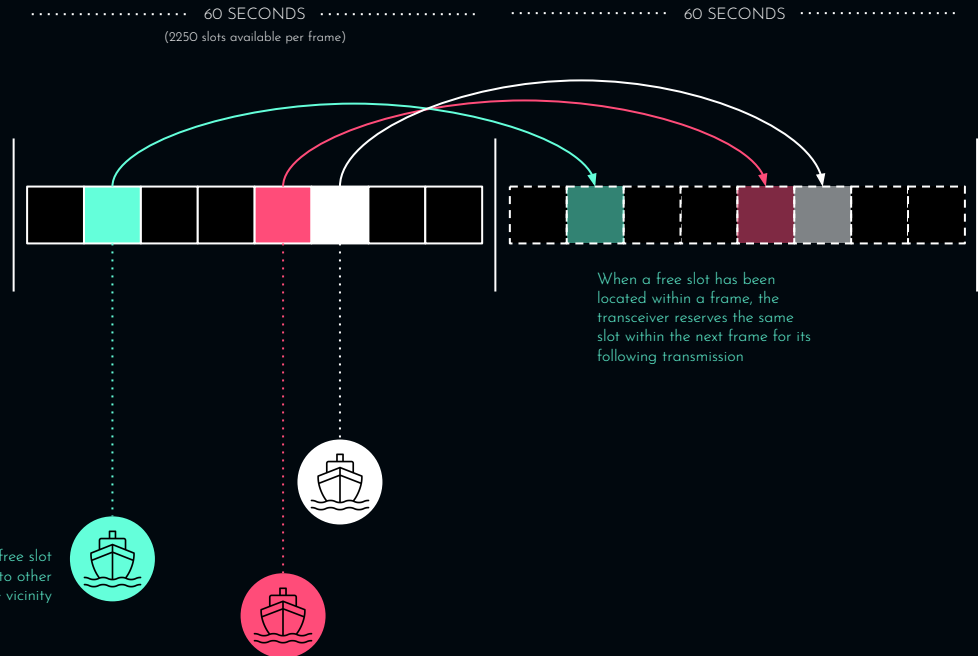 60 SECONDS
60 SECONDS
(2250 slots available per frame)
When a free slot has been
located within a frame, the
transceiver reserves the same
slot within the next frame for its
following transmission
free slot
to other
vicinity